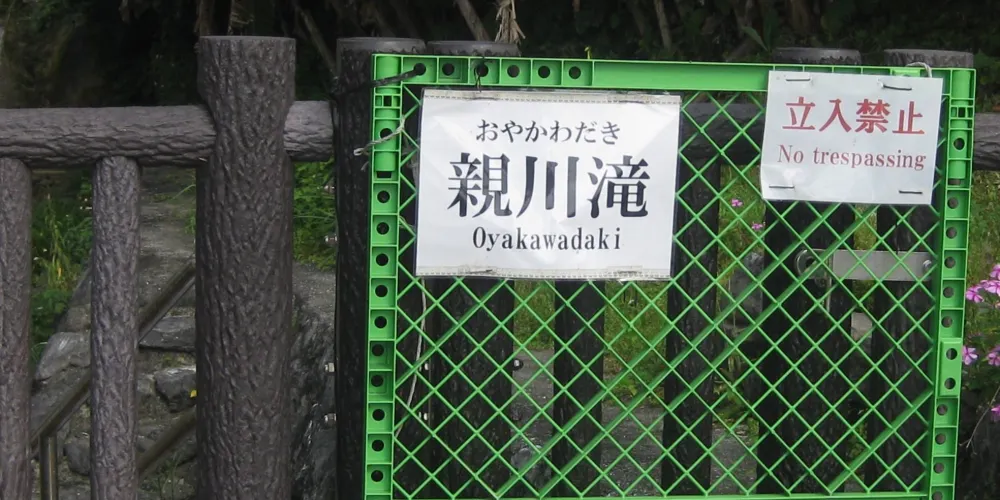 おやかわだき
親川滝
Oyakawadaki
立入禁止
No trespassing